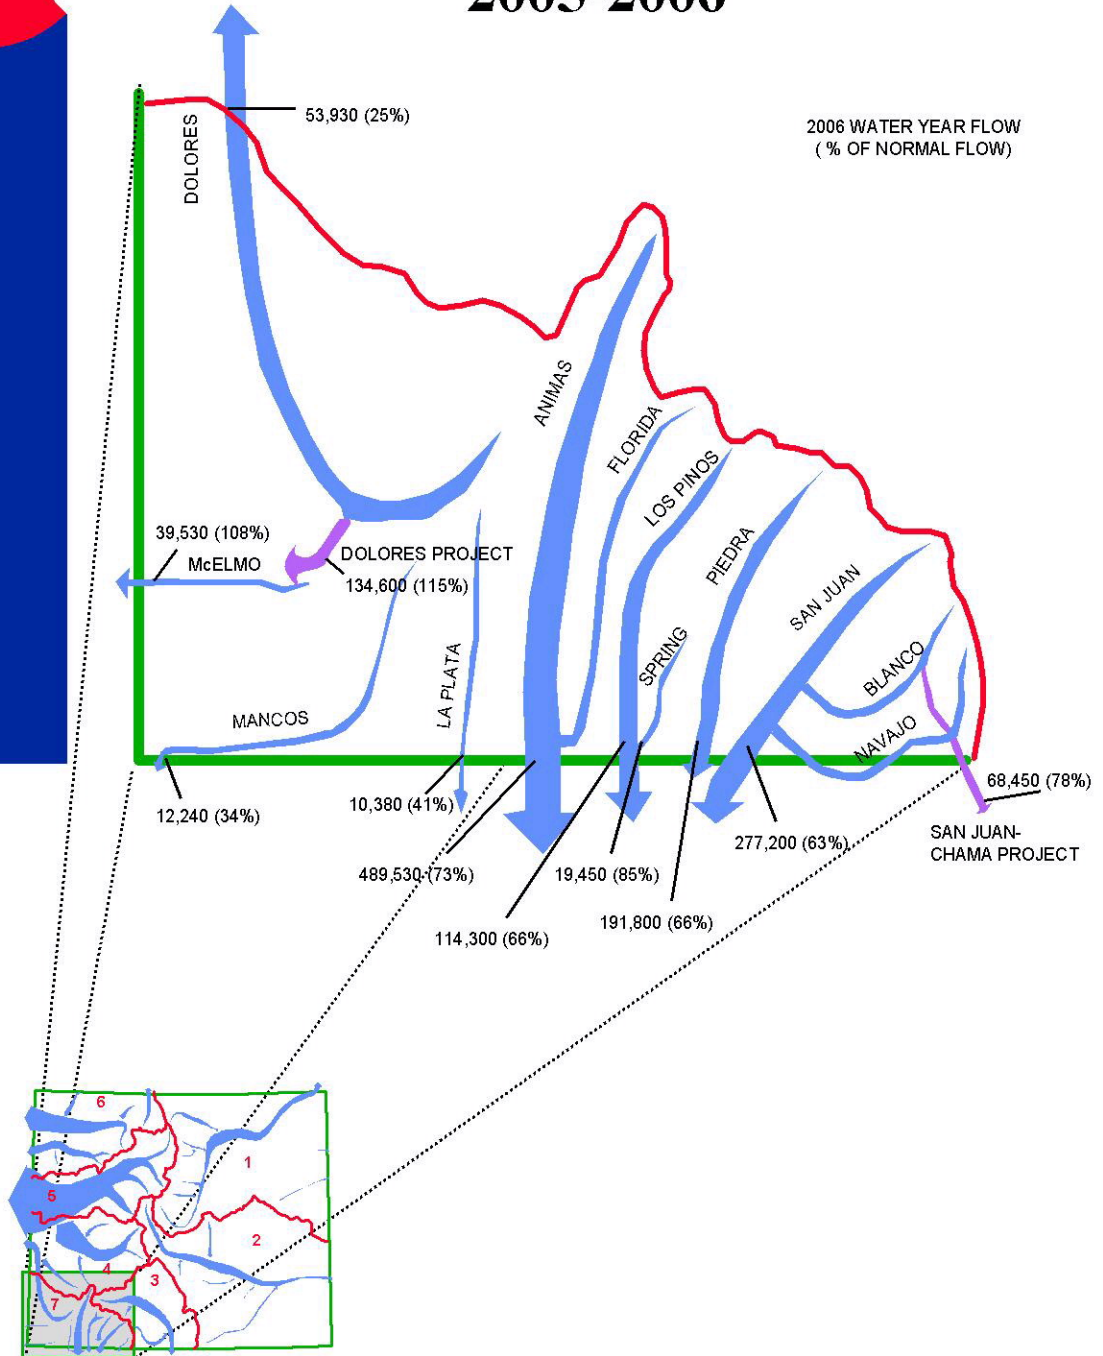 2005-2006
53,930 (25%)
2006 WATER YEAR FLOW
( % OF NORMAL FLOW)
DOLORES
ANIMAS
FLORIDA
LOS PINOS
PIEDRA
SAN JUAN
39,530 (108%)
McELMO
DOLORES PROJECT
134,600 (115%)
SPRING
BLANCO
LA PLATA
MANCOS
NAVAJO
12,240 (34%)
10,380 (41%)
489,530 (73%)
114,300 (66%)
19,450 (85%)
191,800 (66%)
277,200 (63%)
68,450 (78%)
SAN JUAN-
CHAMA PROJECT
6
1
5
2
4
3
7